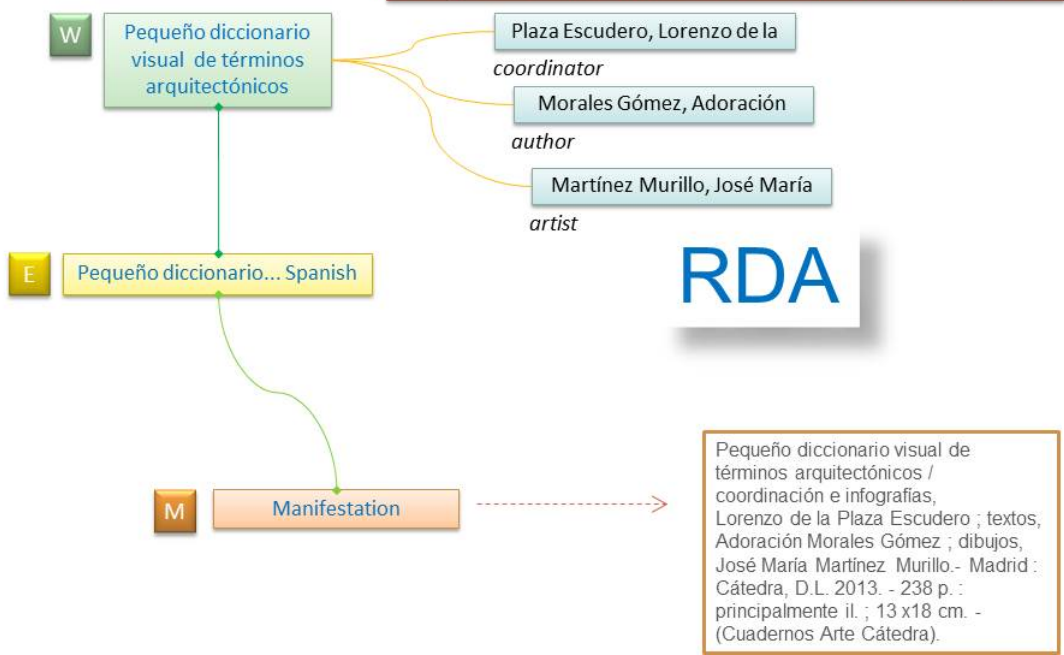 W
Pequeño diccionario
visual de términos
arquitectónicos
Plaza Escudero, Lorenzo de la
coordinator
Morales Gómez, Adoración
author
Martínez Murillo, José María
artist
E
Pequeño diccionario... Spanish
RDA
M
Manifestation
Pequeño diccionario visual de
términos arquitectónicos /
coordinación e infografías,
Lorenzo de la Plaza Escudero ; textos,
Adoración Morales Gómez ; dibujos,
José María Martínez Murillo.- Madrid :
Cátedra, D.L. 2013. - 238 p. :
principalmente il. ; 13 x18 cm. -
(Cuadernos Arte Cátedra).